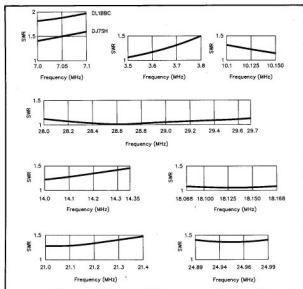 2
DL1BBC
SWR
1.5
DJ7SH
1
7.0 7.05 7.1
Frequency (MHz)
1.5
SWR
1
3.5 3.6 3.7 3.8
Frequency (MHz)
1.5
SWR
1
10.1 10.125 10.150
Frequency (MHz)
1.5
SWR
1
28.0 28.2 28.4 28.6 28.8 29.0 29.2 29.4 29.6 29.7
Frequency (MHz)
1.5
SWR
1
14.0 14.1 14.2 14.3 14.35
Frequency (MHz)
1.5
SWR
1
18.068 18.100 18.125 18.150 18.168
Frequency (MHz)
1.5
SWR
1
21.0 21.1 21.2 21.3 21.4
Frequency (MHz)
1.5
SWR
1
24.89 24.94 24.96 24.99
Frequency (MHz)